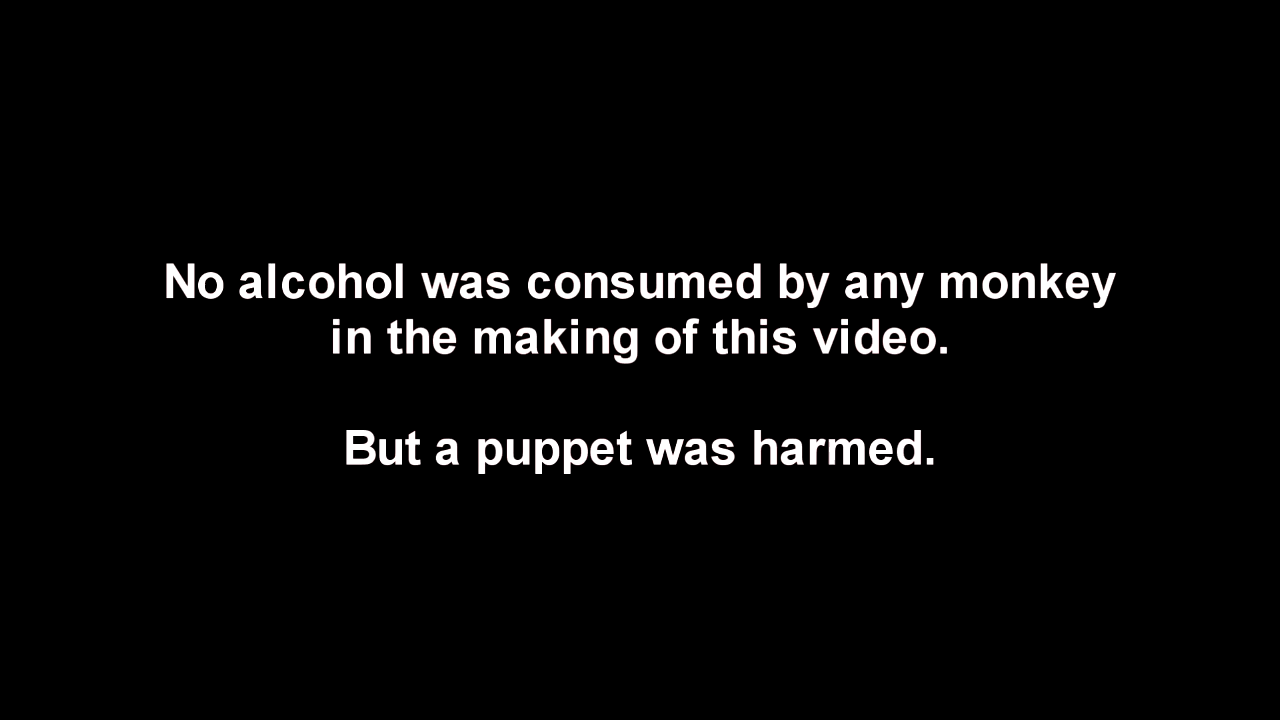 No alcohol was consumed by any monkey
in the making of this video.
But a puppet was harmed.